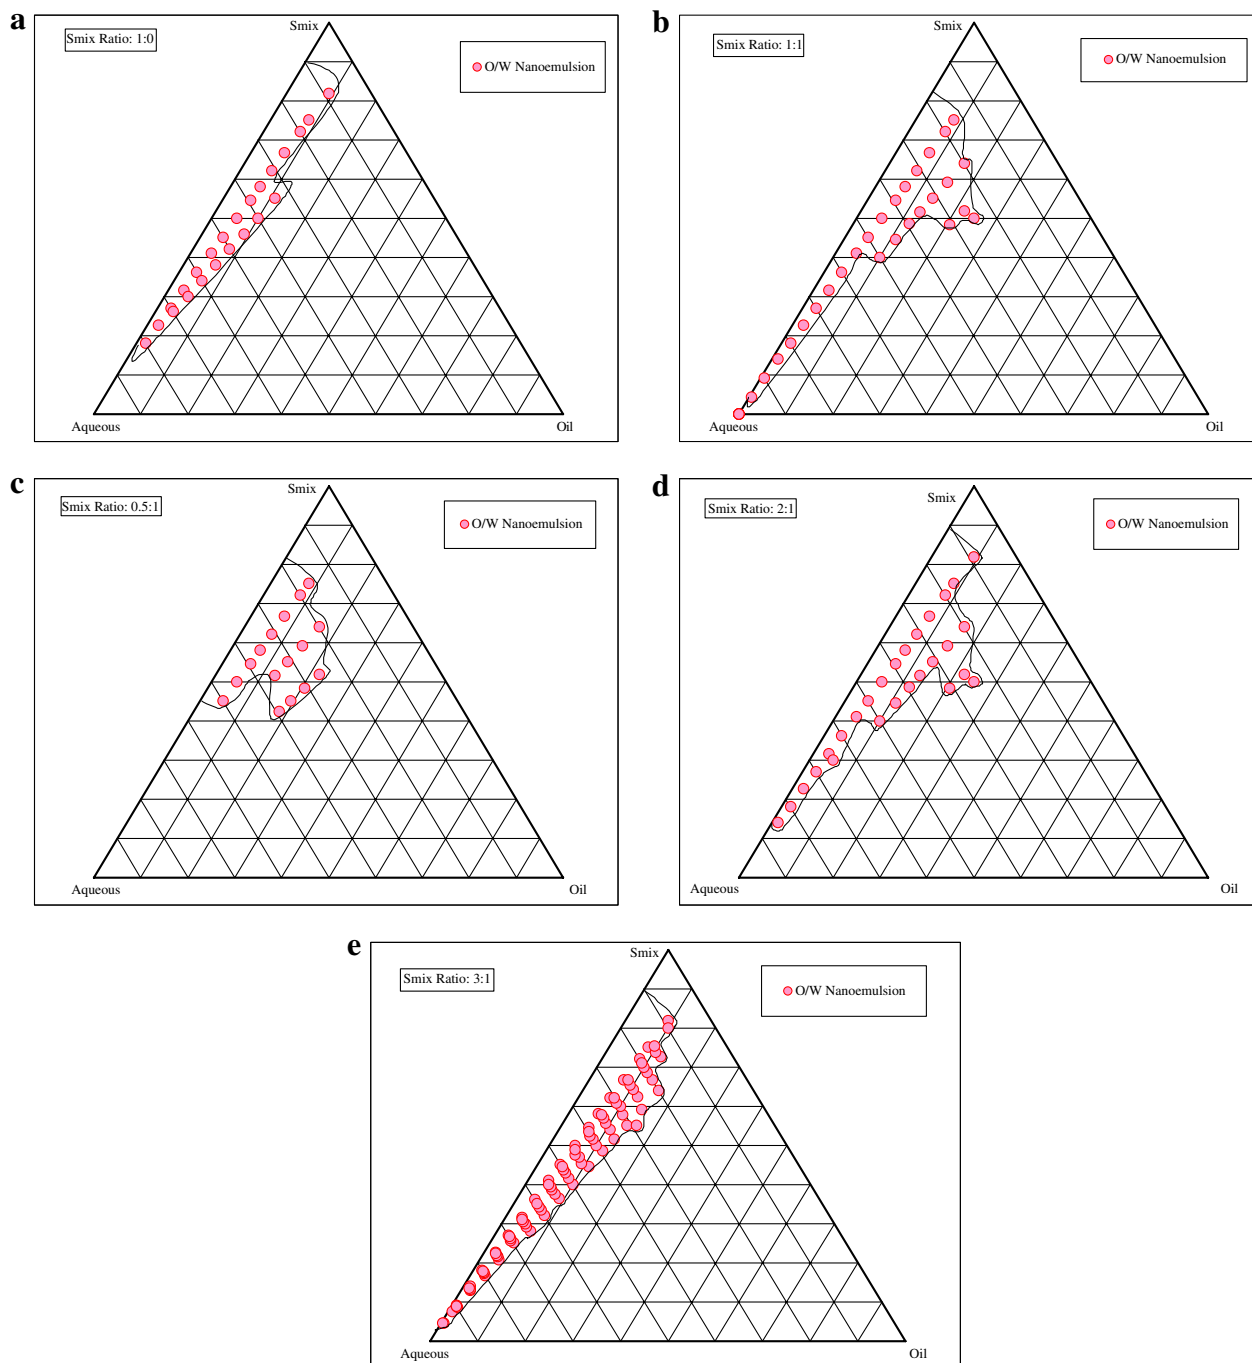 a
Smix Ratio: 1:0
Smix
O/W Nanoemulsion
Aqueous
Oil
b
Smix Ratio: 1:1
Smix
O/W Nanoemulsion
Aqueous
Oil
c
Smix Ratio: 0.5:1
Smix
O/W Nanoemulsion
Aqueous
Oil
d
Smix Ratio: 2:1
Smix
O/W Nanoemulsion
Aqueous
Oil
e
Smix Ratio: 3:1
Smix
O/W Nanoemulsion
Aqueous
Oil